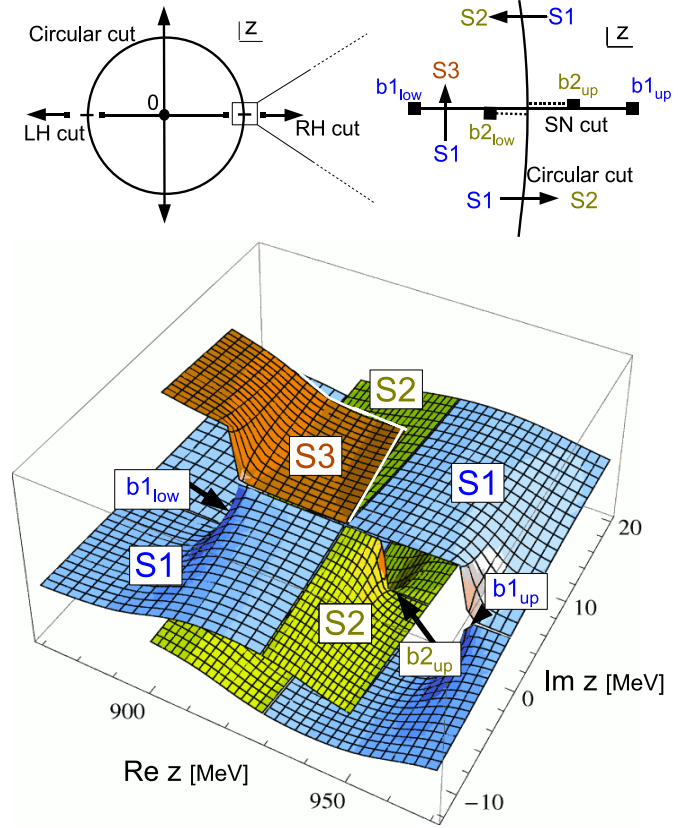 Circular cut
z
0
LH cut
RH cut
S2 S1
z
S3
b1low
b2up
b1up
b2low
SN cut
S1
Circular cut
S1 S2
S2
S3
S1
b1low
S1
S2
b1up
b2up
20
10
0
−10
Im z [MeV]
900
950
Re z [MeV]